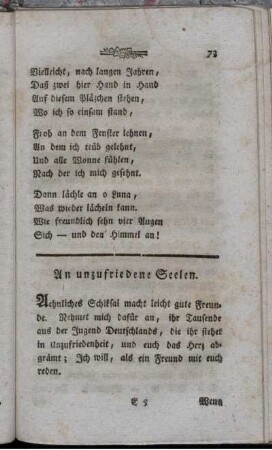 73
Vielleicht, nach langen Jahren,
Daß zwei hier Hand in Hand
Auf diesem Pläzchen stehen,
Wo ich so einsam stand,
Froh an dem Fenster lehnen,
An dem ich trüb gelehnt,
Und alle Wonne fühlen,
Nach der ich mich gesehnt.
Dann lächle an o Luna,
Was wieder lächeln kann.
Wie freundlich sehn vier Augen
Sich — und den Himmel an!
An unzufriedene Seelen.
Aehnliches Schiksal macht leicht gute Freun-
de. Nehmet mich dafür an, ihr Tausende
aus der Jugend Deutschlands, die ihr stehet
in Unzufriedenheit, und euch das Herz ab-
grämt; Ich will, als ein Freund mit euch
reden.
E 5 Wenn